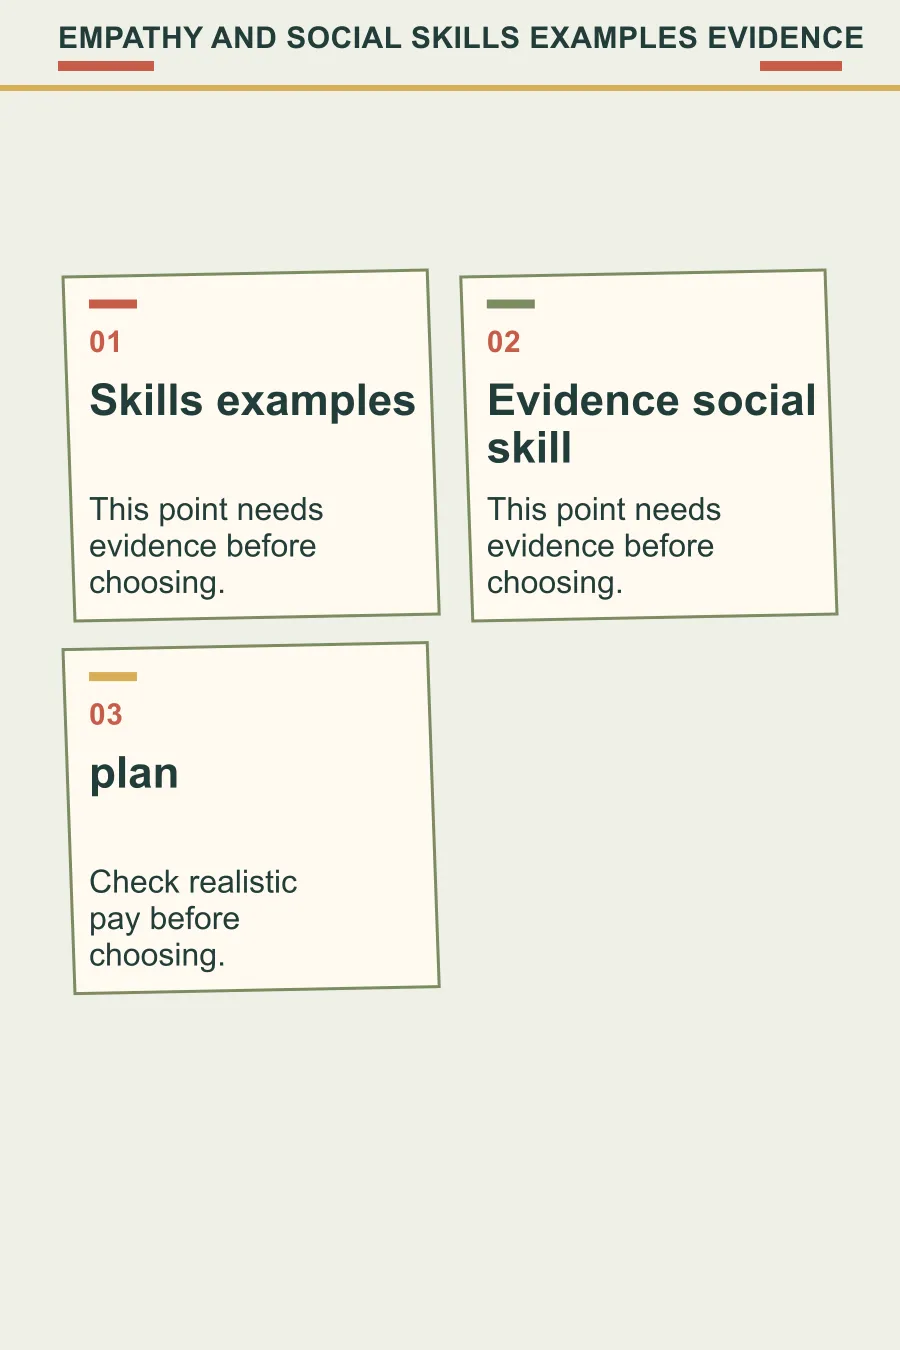 EMPATHY AND SOCIAL SKILLS EXAMPLES EVIDENCE
01
Skills examples
This point needs
evidence before
choosing.
02
Evidence social
skill
This point needs
evidence before
choosing.
03
plan
Check realistic
pay before
choosing.